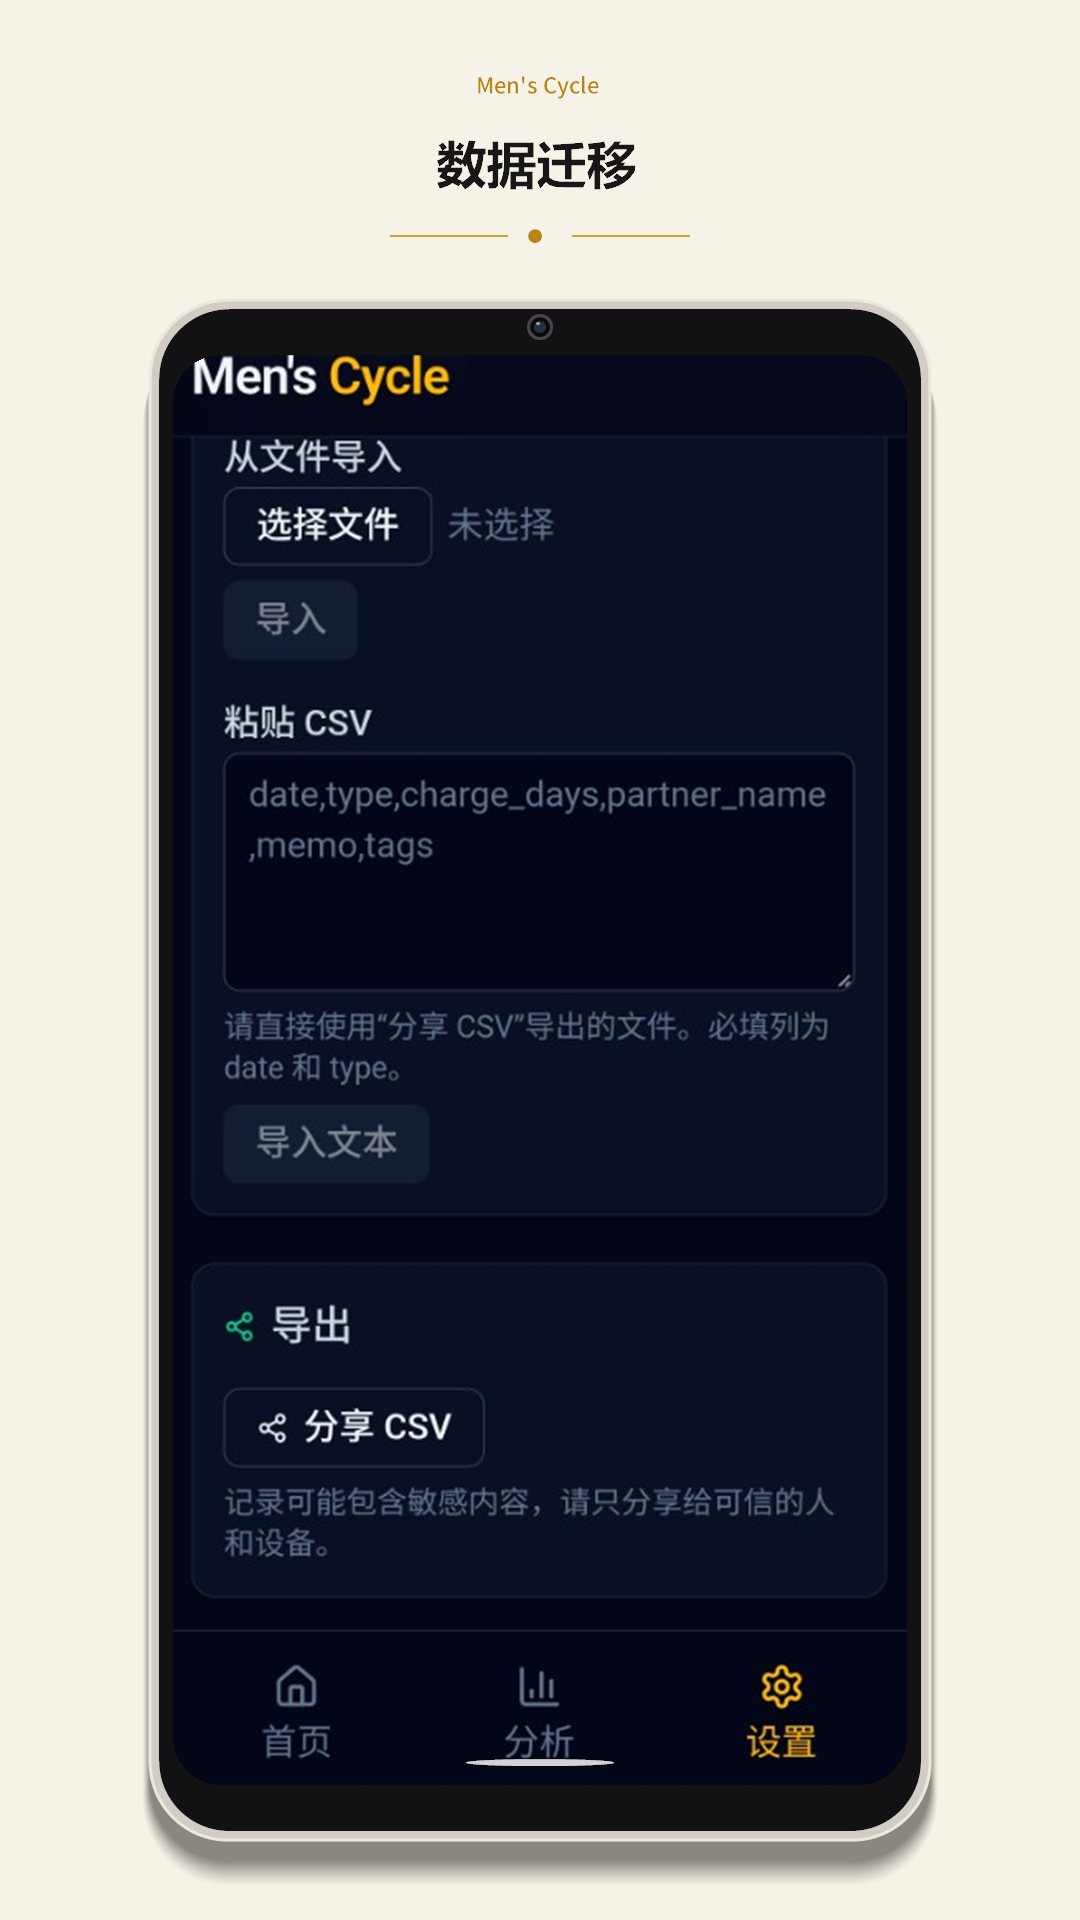 Men's Cycle
数据迁移
Men's Cycle
从文件导入
选择文件 未选择
导入
粘贴 CSV
date,type,charge_days,partner_name
,memo,tags
请直接使用“分享 CSV”导出的文件。必填列为
date 和 type。
导入文本
导出
分享 CSV
记录可能包含敏感内容，请只分享给可信的人
和设备。
首页 分析 设置